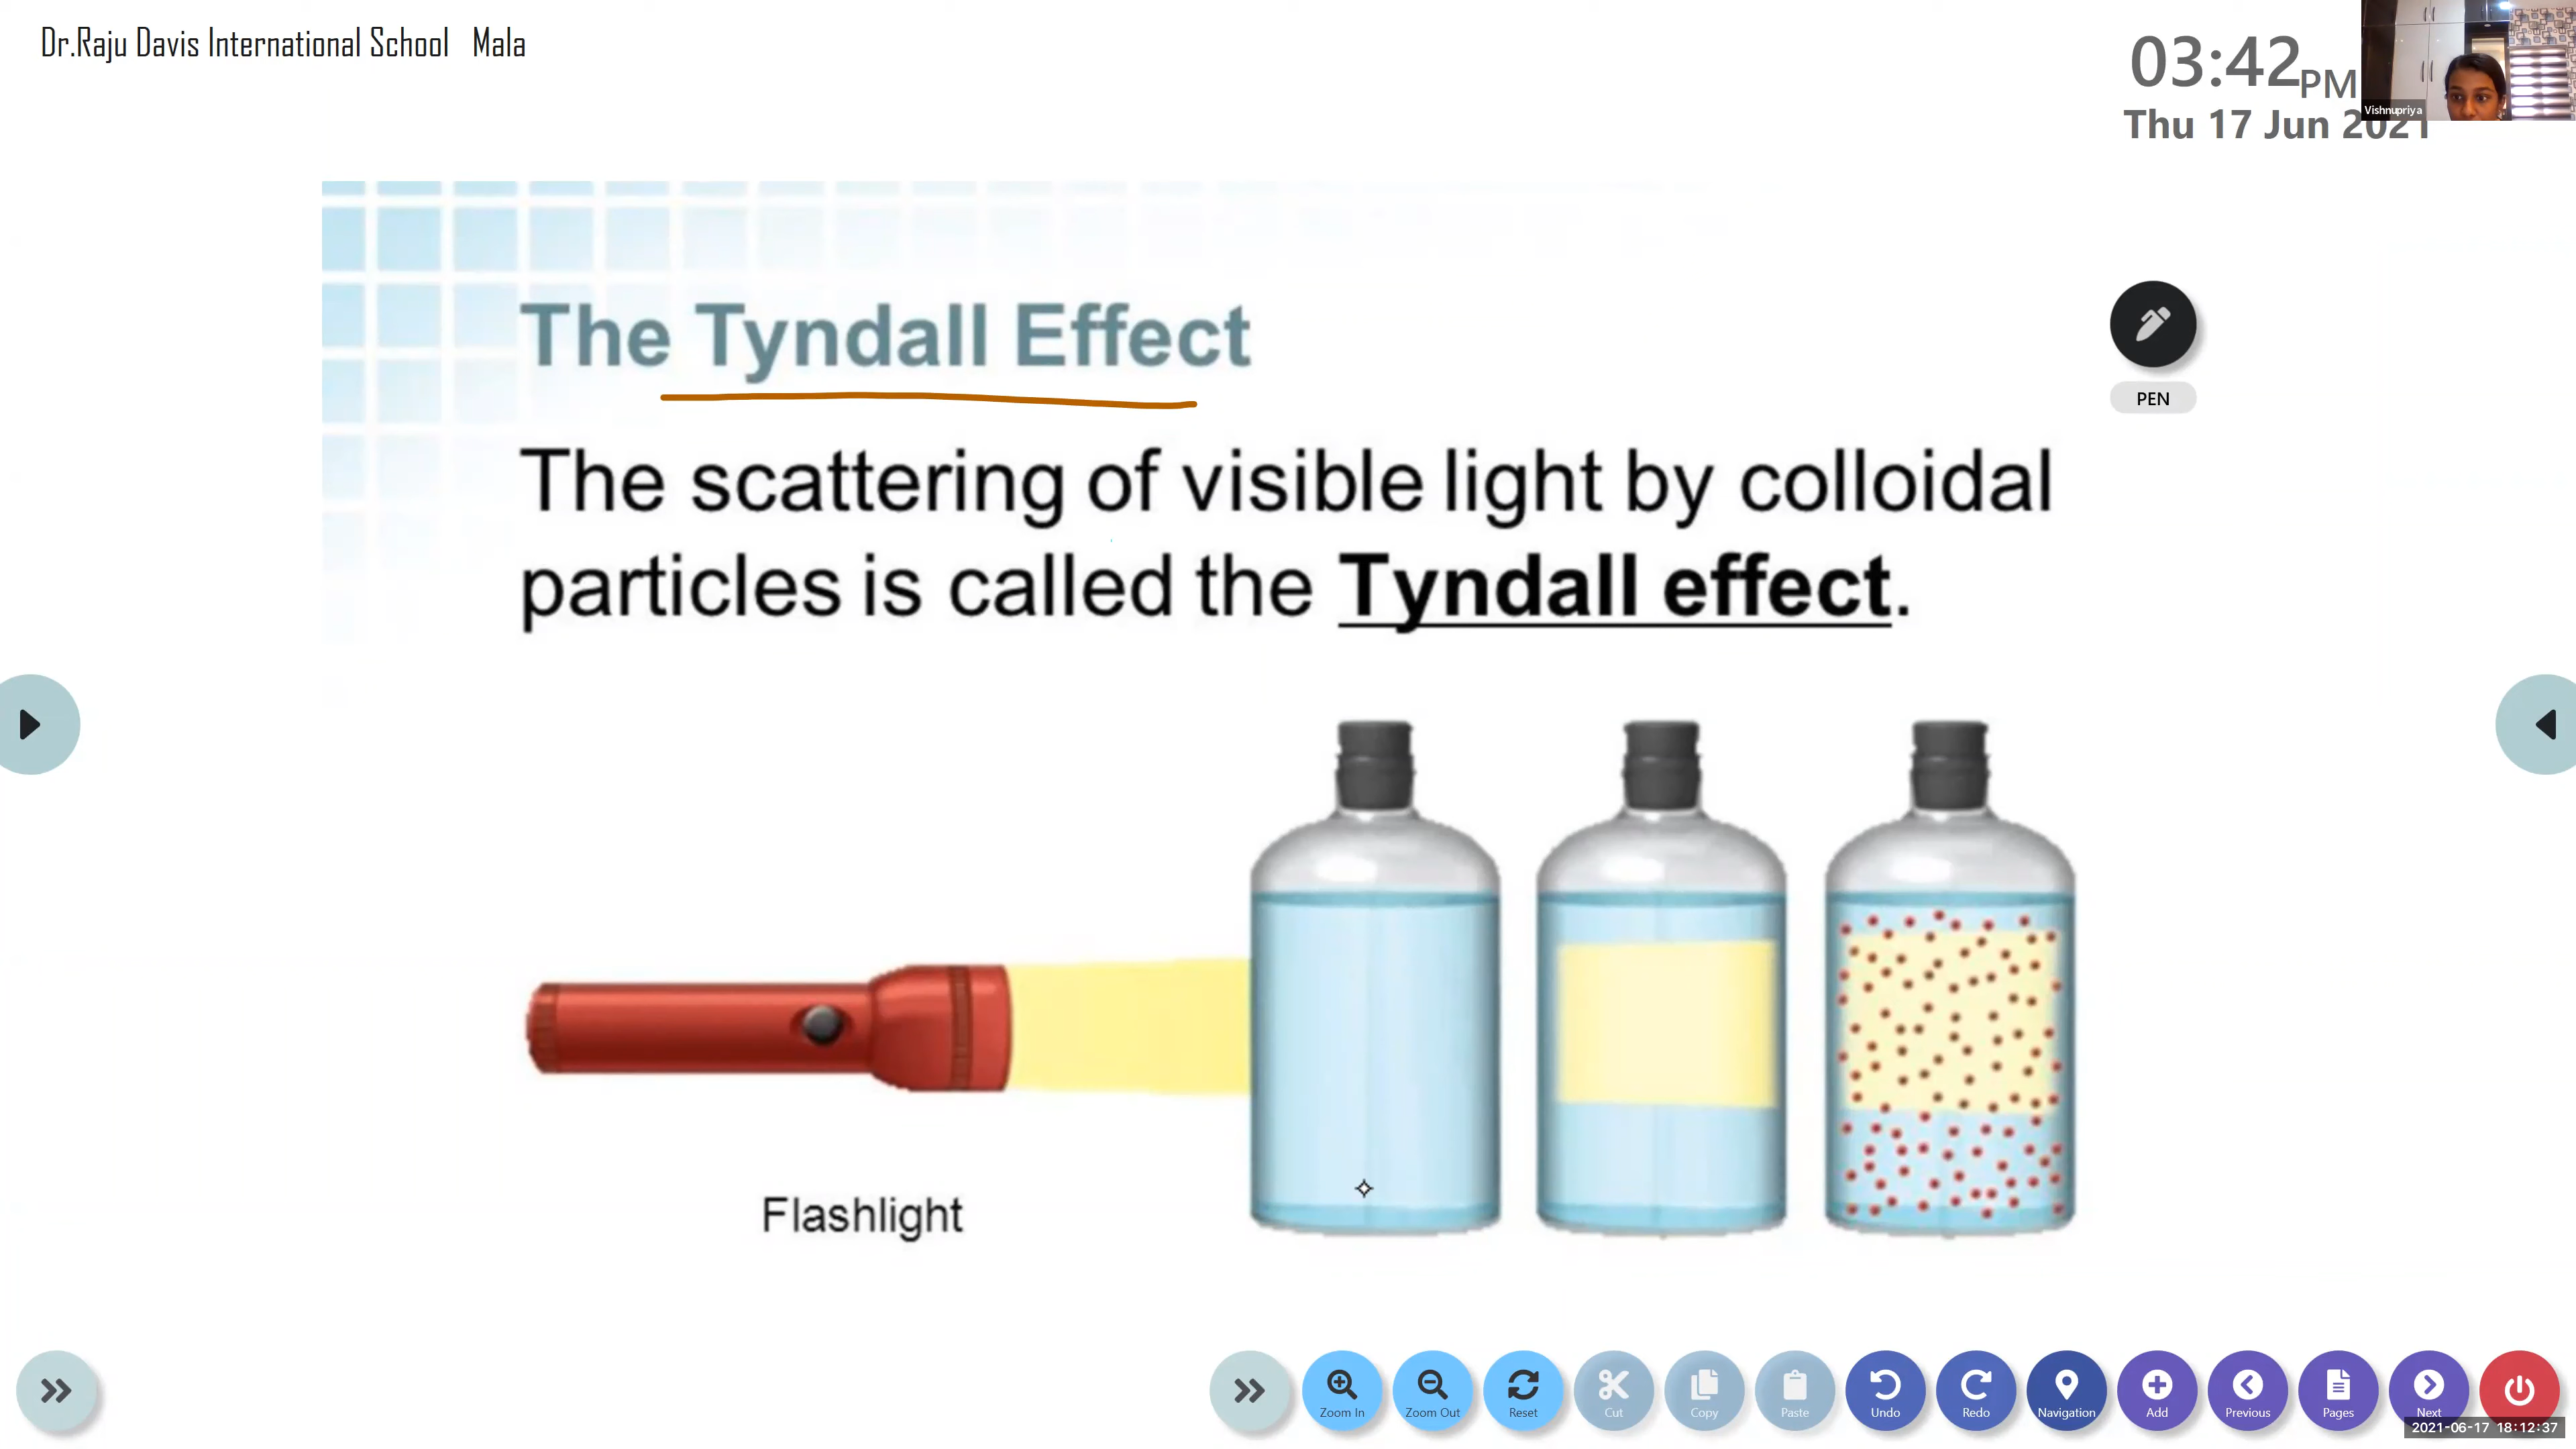 Dr.Raju Davis International School Mala
03:42 PM
Thu 17 Jun 2021
Vishnupriya
The Tyndall Effect
PEN
The scattering of visible light by colloidal
particles is called the Tyndall effect.
Flashlight
Zoom In Zoom Out Reset Cut Copy Paste Undo Redo Navigation Add Previous Pages Next
2021-06-17 18:12:37